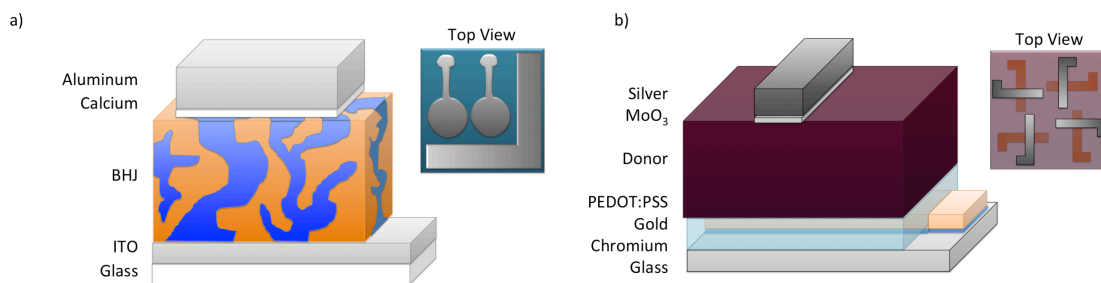 a)
Top View
Aluminum
Calcium
BHJ
ITO
Glass
b)
Top View
Silver
MoO₃
Donor
PEDOT:PSS
Gold
Chromium
Glass